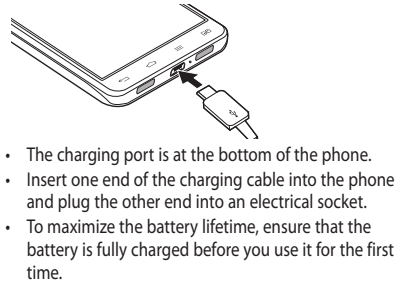 • The charging port is at the bottom of the phone.
• Insert one end of the charging cable into the phone
and plug the other end into an electrical socket.
• To maximize the battery lifetime, ensure that the
battery is fully charged before you use it for the first
time.